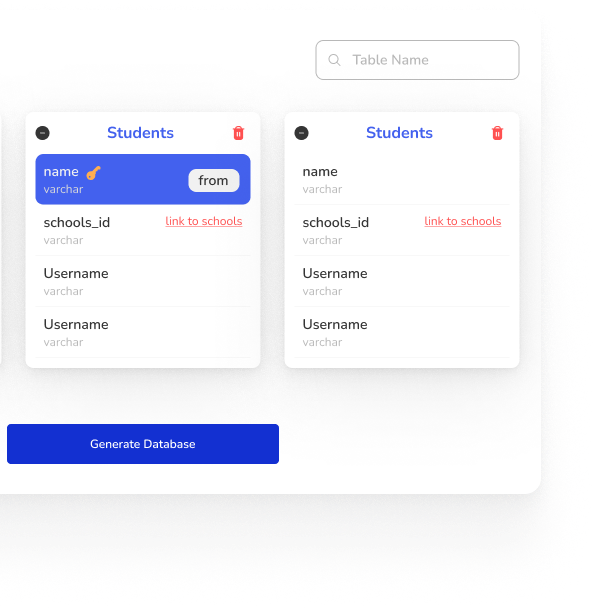 Table Name
Students
name
varchar
from
schools_id
link to schools
varchar
Username
varchar
Username
varchar
Students
name
varchar
schools_id
link to schools
varchar
Username
varchar
Username
varchar
Generate Database